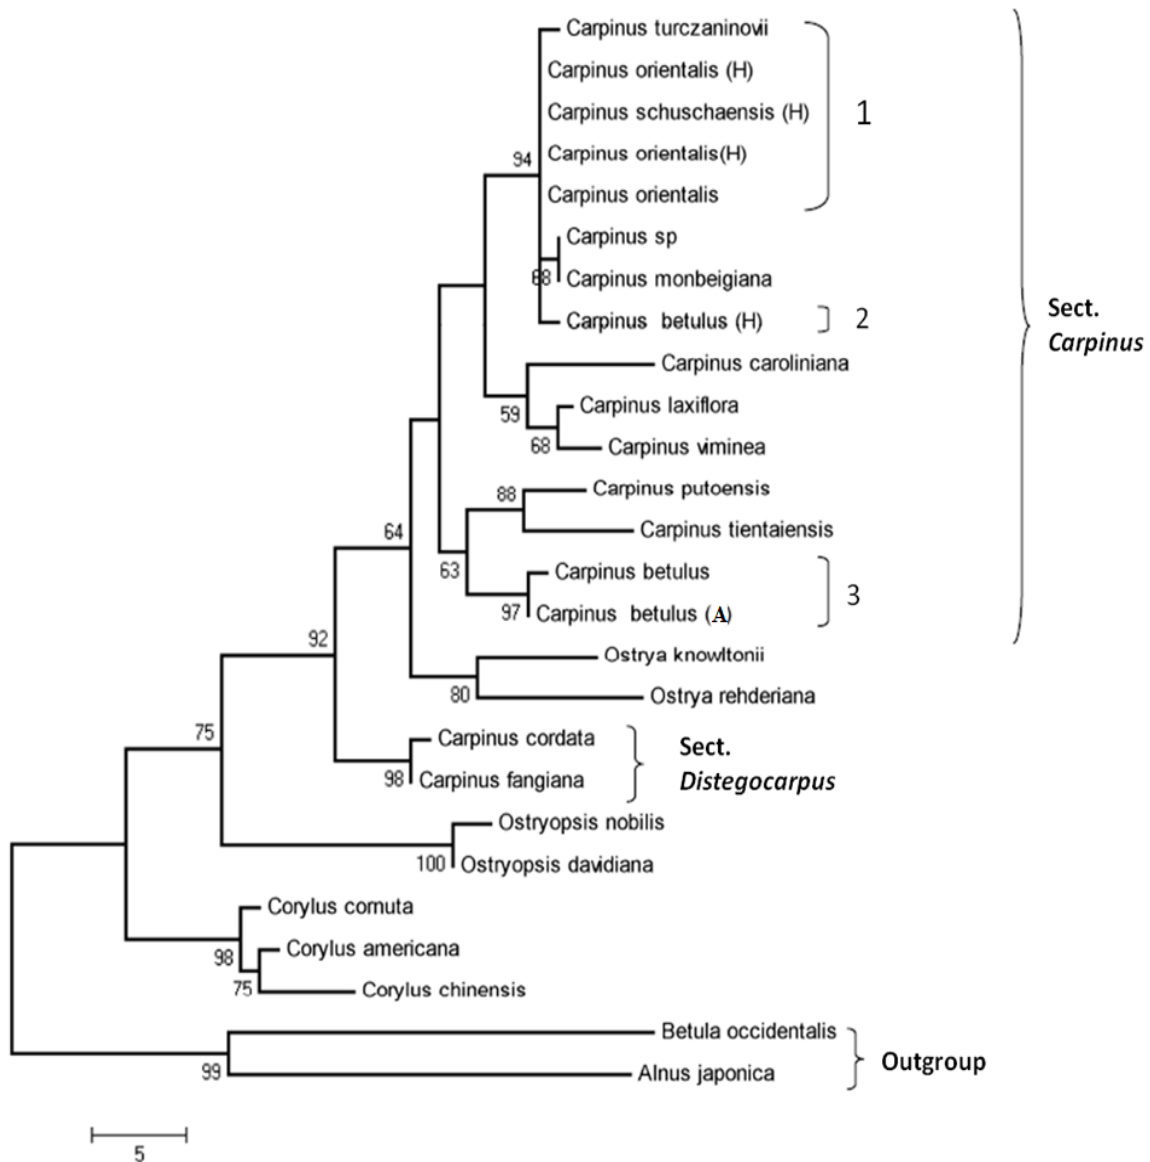 Carpinus turczaninovii
Carpinus orientalis (H)
Carpinus schuschaensis (H)
1
94
Carpinus orientalis(H)
Carpinus orientalis
Carpinus sp
68
Carpinus monbeigiana
Carpinus betulus (H)
2
Sect.
Carpinus
Carpinus caroliniana
59
Carpinus laxiflora
68
Carpinus viminea
88
Carpinus putoensis
64
Carpinus tientaiensis
63
Carpinus betulus
3
97
Carpinus betulus (A)
92
Ostrya knowltonii
80
Ostrya rehderiana
75
Carpinus cordata
Sect.
Distegocarpus
98
Carpinus fangiana
Ostryopsis nobilis
100
Ostryopsis davidiana
Corylus cornuta
98
Corylus americana
75
Corylus chinensis
Betula occidentalis
Outgroup
99
Alnus japonica
5